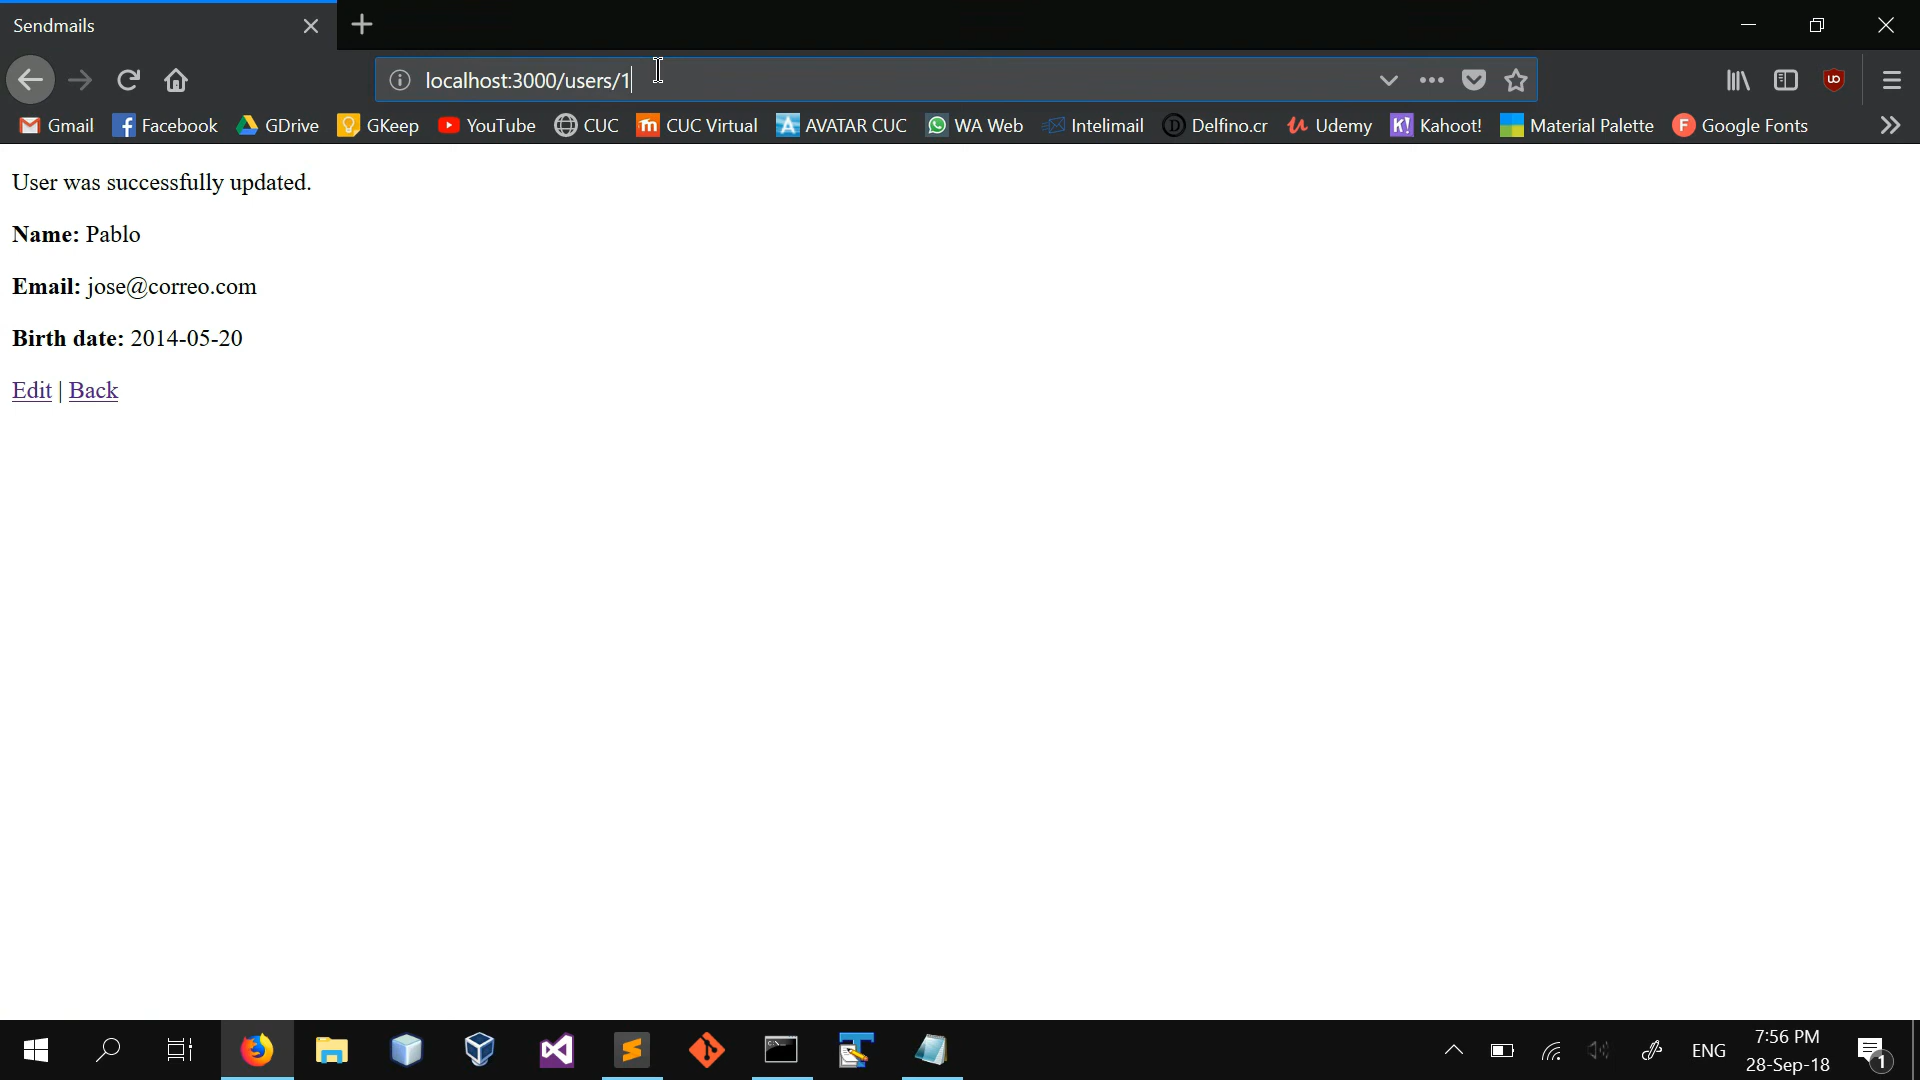 Sendmails
localhost:3000/users/1
Gmail Facebook GDrive GKeep YouTube CUC CUC Virtual AVATAR CUC WA Web Intelimail Delfino.cr Udemy Kahoot! Material Palette Google Fonts
User was successfully updated.
Name: Pablo
Email: jose@correo.com
Birth date: 2014-05-20
Edit | Back
ENG
7:56 PM
28-Sep-18
1